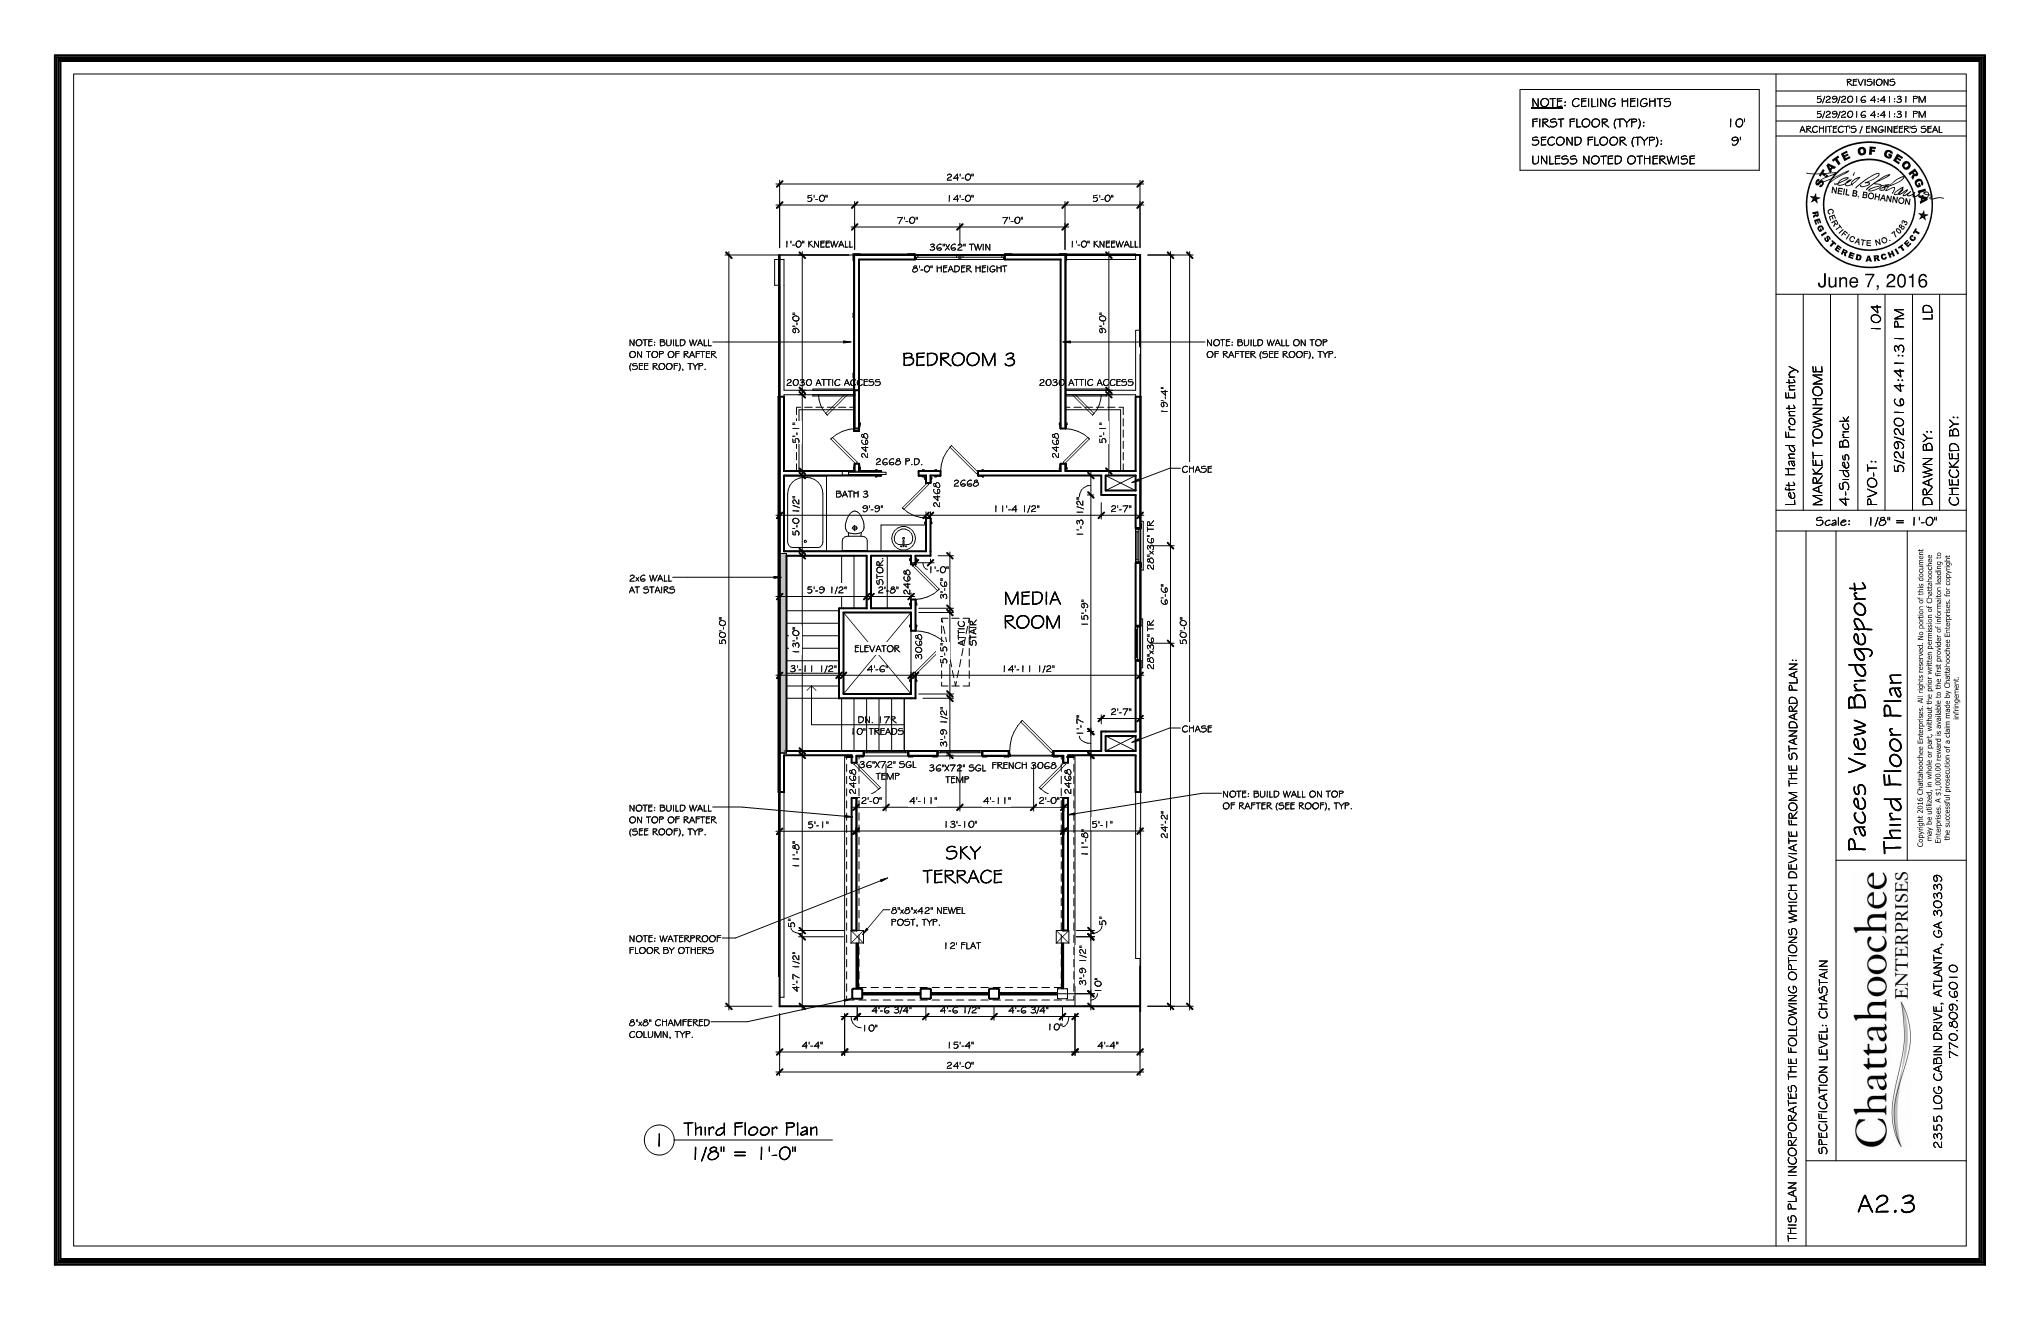 NOTE: CEILING HEIGHTS
FIRST FLOOR (TYP): 10'
SECOND FLOOR (TYP): 9'
UNLESS NOTED OTHERWISE
24'-0"
5'-0" 14'-0" 5'-0"
7'-0" 7'-0"
1'-0" KNEEWALL 36"X62" TWIN 1'-0" KNEEWALL
8'-0" HEADER HEIGHT
9'-0" 9'-0"
NOTE: BUILD WALL
ON TOP OF RAFTER
(SEE ROOF), TYP.
NOTE: BUILD WALL ON TOP
OF RAFTER (SEE ROOF), TYP.
BEDROOM 3
2030 ATTIC ACCESS 2030 ATTIC ACCESS
19'-4"
5'-1" 2468 2468 5'-1"
2668 P.D.
CHASE
2668
BATH 3 2468
5'-0 1/2" 9'-9" 11'-4 1/2" 1'-3 1/2" 2'-7"
28"x36" TR
2x6 WALL
AT STAIRS
STOR. 2468 1'-0" 3'-6"
5'-9 1/2" 2'-8"
MEDIA
ROOM
15'-9" 6'-6"
50'-0" 50'-0"
13'-0" ELEVATOR 3068 5'-5" ATTIC
STAIR
28"x36" TR
3'-11 1/2" 4'-6" 14'-11 1/2"
2'-7"
DN. 17R
10" TREADS
3'-9 1/2" 1'-7"
CHASE
36"X72" SGL
TEMP
36"X72" SGL
TEMP
FRENCH 3068
2468 2468
2'-0" 4'-11" 4'-11" 2'-0"
NOTE: BUILD WALL ON TOP
OF RAFTER (SEE ROOF), TYP.
NOTE: BUILD WALL
ON TOP OF RAFTER
(SEE ROOF), TYP.
5'-1" 13'-10" 5'-1"
24'-2"
11'-8" 11'-8"
SKY
TERRACE
8"x8"x42" NEWEL
POST, TYP.
5" 5"
NOTE: WATERPROOF
FLOOR BY OTHERS
12' FLAT
4'-7 1/2" 3'-9 1/2"
10"
4'-6 3/4" 4'-6 1/2" 4'-6 3/4"
8"x8" CHAMFERED
COLUMN, TYP.
10" 10"
4'-4" 15'-4" 4'-4"
24'-0"
1 Third Floor Plan
1/8" = 1'-0"
REVISIONS
5/29/2016 4:41:31 PM
5/29/2016 4:41:31 PM
ARCHITECT'S / ENGINEER'S SEAL
STATE OF GEORGIA
NEIL B. BOHANNON
CERTIFICATE NO. 7083
REGISTERED ARCHITECT
June 7, 2016
Left Hand Front Entry
MARKET TOWNHOME
4-Sides Brick
PVO-T: 104
5/29/2016 4:41:31 PM
DRAWN BY: LD
CHECKED BY:
Scale: 1/8" = 1'-0"
THIS PLAN INCORPORATES THE FOLLOWING OPTIONS WHICH DEVIATE FROM THE STANDARD PLAN:
SPECIFICATION LEVEL: CHASTAIN
Paces View Bridgeport
Third Floor Plan
Copyright 2016 Chattahoochee Enterprises. All rights reserved. No portion of this document
may be utilized, in whole or part, without the prior written permission of Chattahoochee
Enterprises. A $1,000.00 reward is available to the first provider of information leading to
the successful prosecution of a claim made by Chattahoochee Enterprises. for copyright
infringement.
Chattahoochee
ENTERPRISES
2355 LOG CABIN DRIVE, ATLANTA, GA 30339
770.809.6010
A2.3